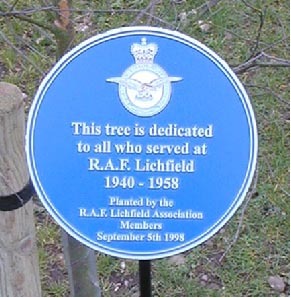 This tree is dedicated
to all who served at
R.A.F. Lichfield
1940 - 1958
Planted by the
R.A.F. Lichfield Association
Members
September 5th 1998